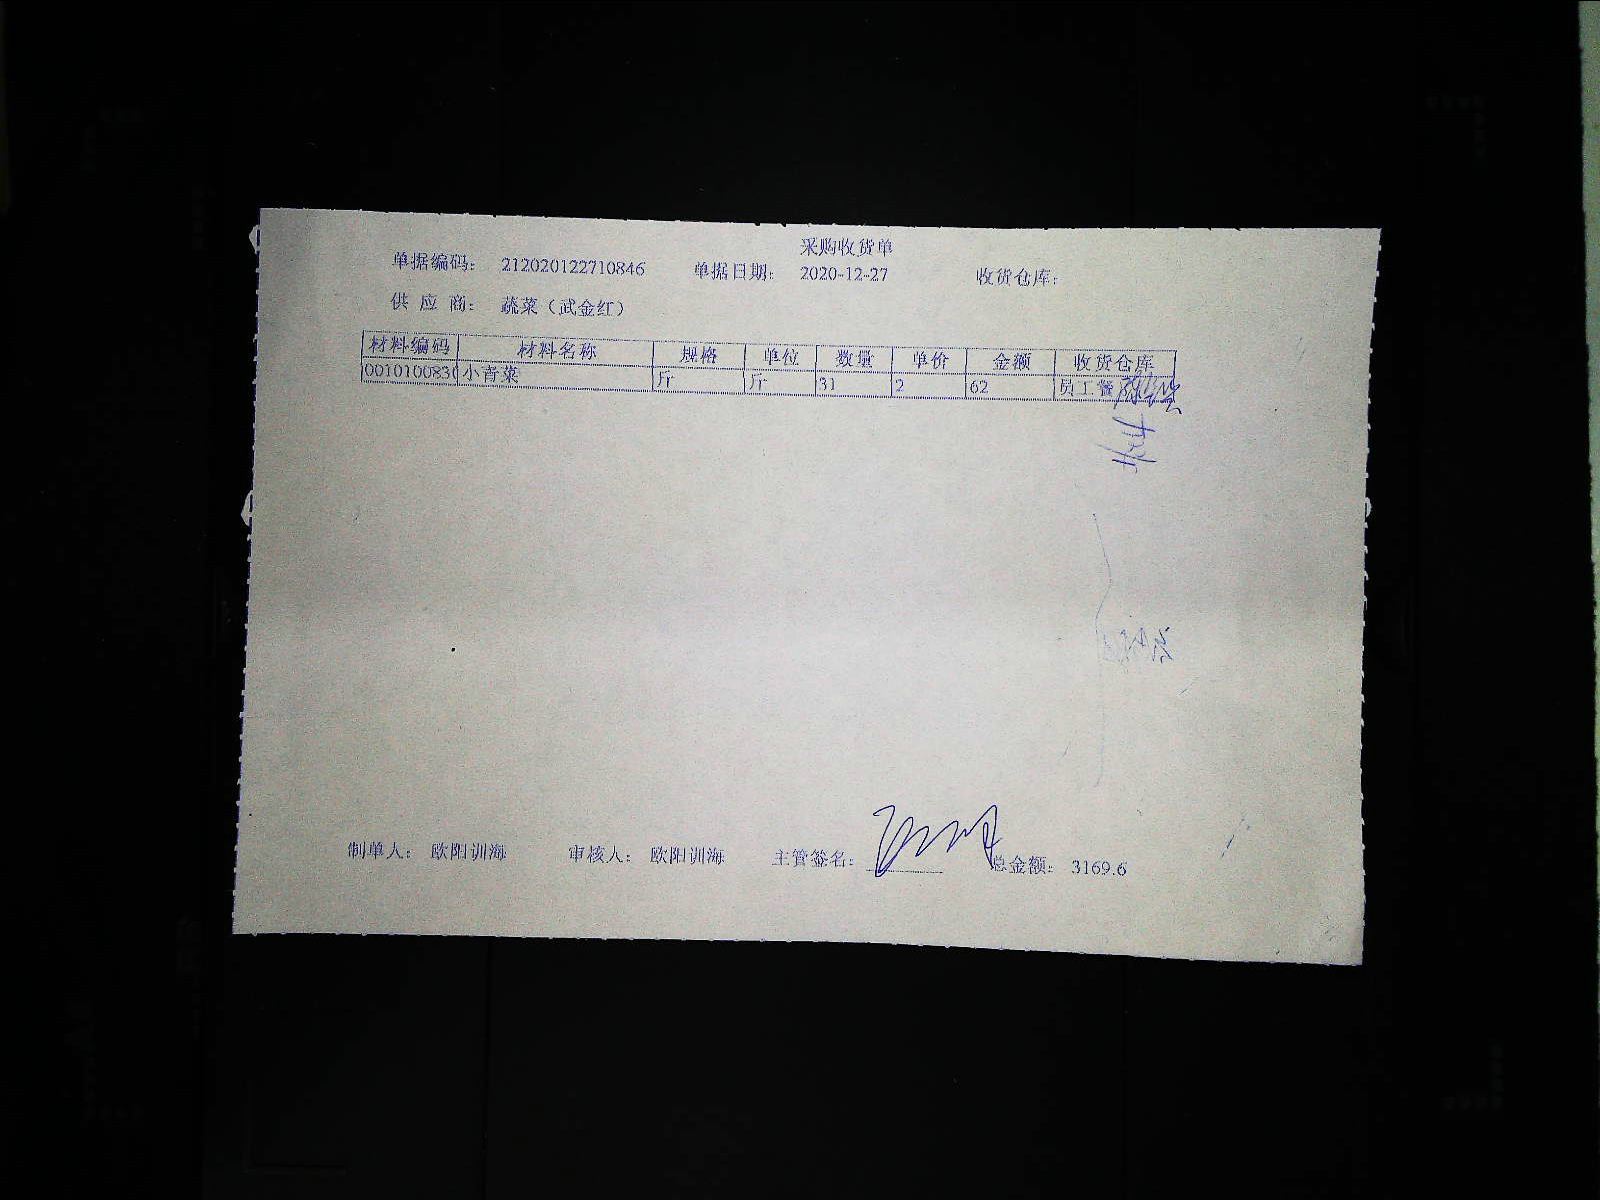 采购收货单
单据编码: 212020122710846 单据日期: 2020-12-27 收货仓库:
供 应 商: 蔬菜（武金红）
材料编码 材料名称 规格 单位 数量 单价 金额 收货仓库
001010083 小青菜 斤 斤 31 2 62 员工餐
制单人: 欧阳训海 审核人: 欧阳训海 主管签名: 总金额: 3169.6